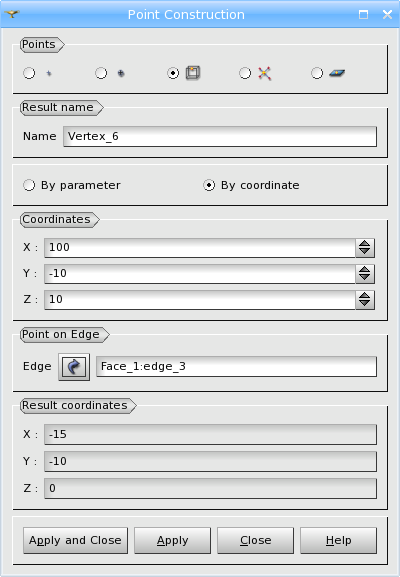 Point Construction
Points
Result name
Name Vertex_6
By parameter By coordinate
Coordinates
X : 100
Y : -10
Z : 10
Point on Edge
Edge Face_1:edge_3
Result coordinates
X : -15
Y : -10
Z : 0
Apply and Close Apply Close Help